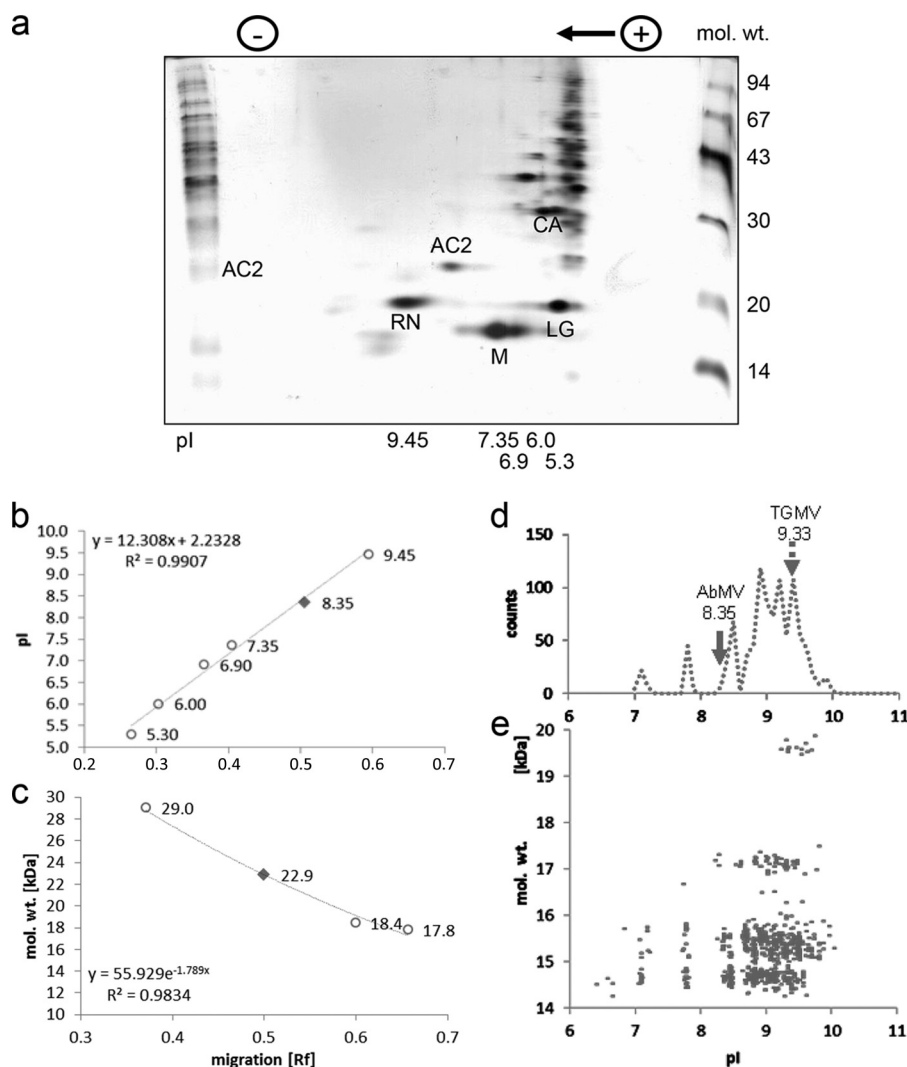 a
- + mol. wt.
94
67
43
30
20
14
CA
AC2
AC2
RN
LG
M
pI 9.45 7.35 6.0
6.9 5.3
b
y = 12.308x + 2.2328
R² = 0.9907
10.0
9.5
9.0
8.5
8.0
7.5
7.0
6.5
6.0
5.5
5.0
pI
9.45
8.35
7.35
6.90
6.00
5.30
0.2 0.3 0.4 0.5 0.6 0.7
c
30
28
26
24
22
20
18
16
14
12
10
mol. wt. [kDa]
29.0
22.9
18.4
17.8
y = 55.929e-1.789x
R² = 0.9834
0.3 0.4 0.5 0.6 0.7
migration [Rf]
d
150
100
50
0
counts
TGMV
9.33
AbMV
8.35
6 7 8 9 10 11
e
20
19
18
17
16
15
14
mol. wt. [kDa]
6 7 8 9 10 11
pI